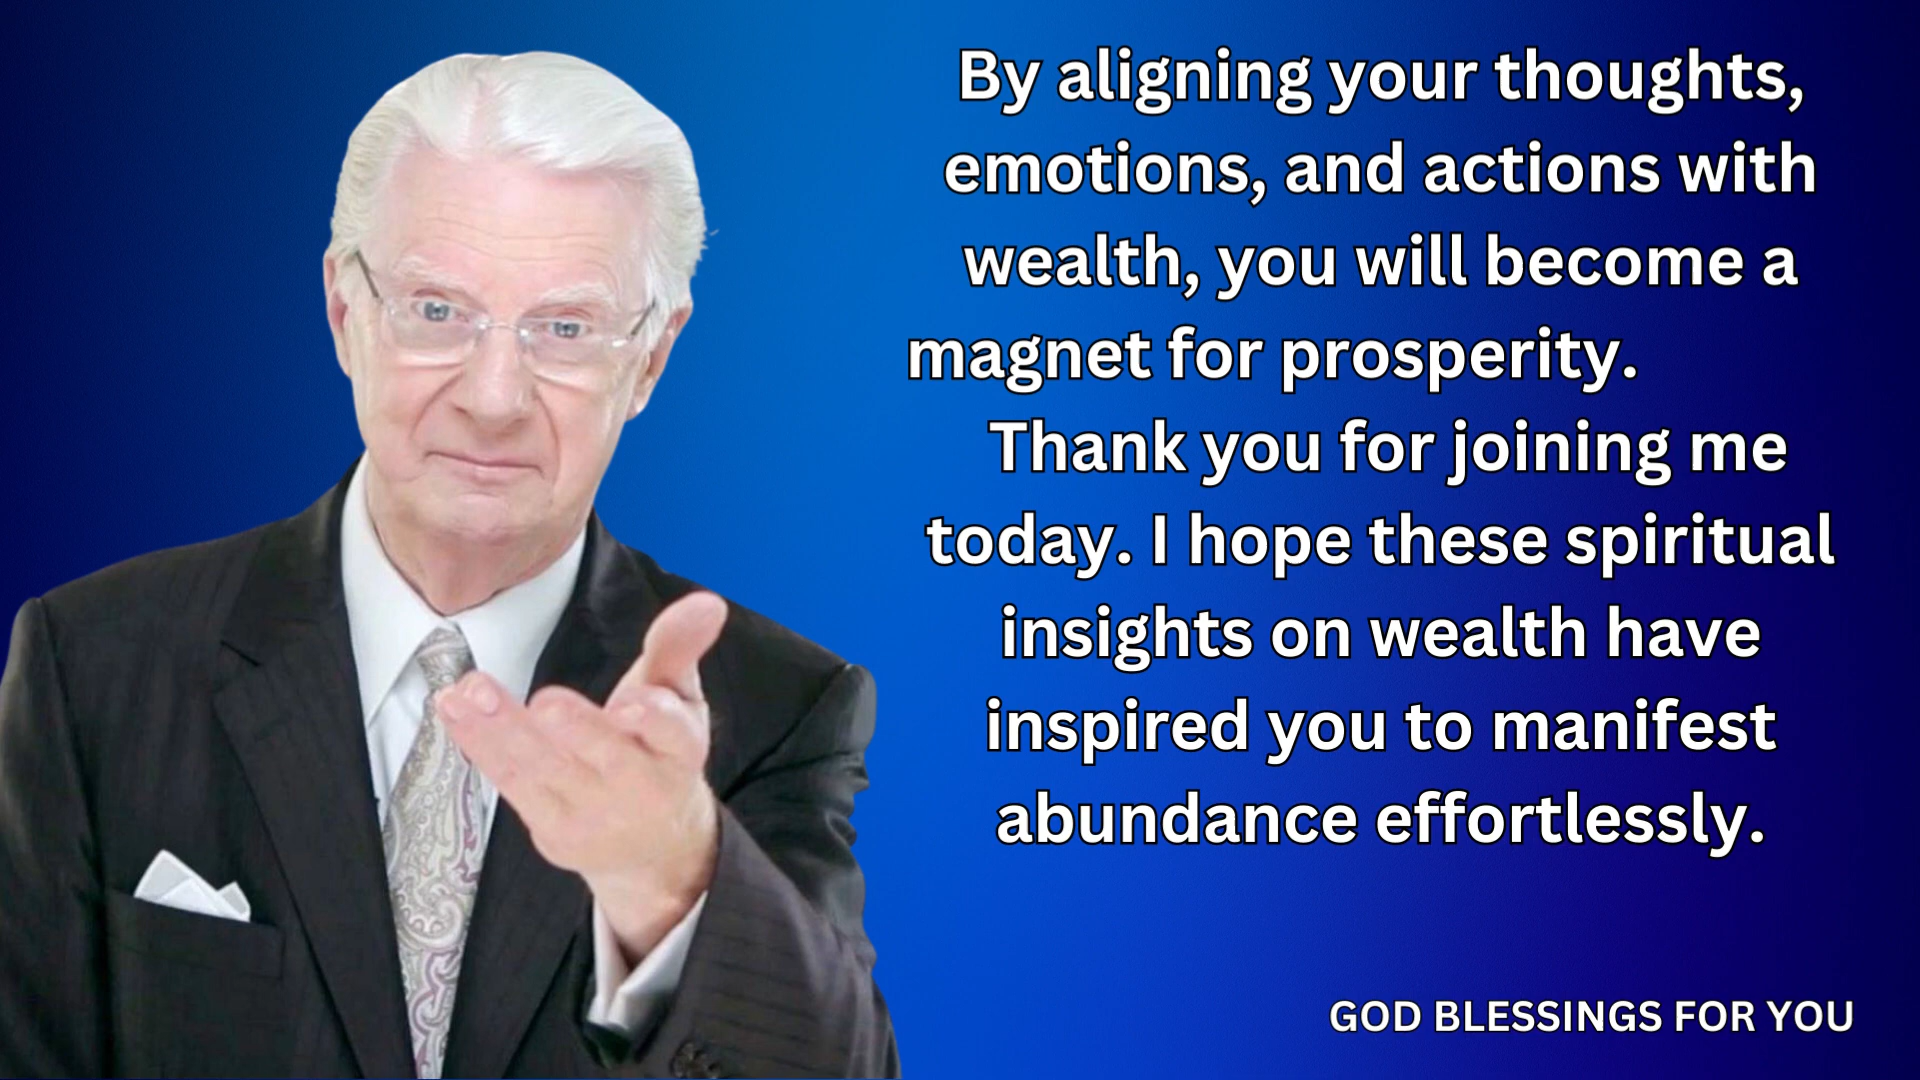 By aligning your thoughts,
emotions, and actions with
wealth, you will become a
magnet for prosperity.
Thank you for joining me
today. I hope these spiritual
insights on wealth have
inspired you to manifest
abundance effortlessly.
GOD BLESSINGS FOR YOU